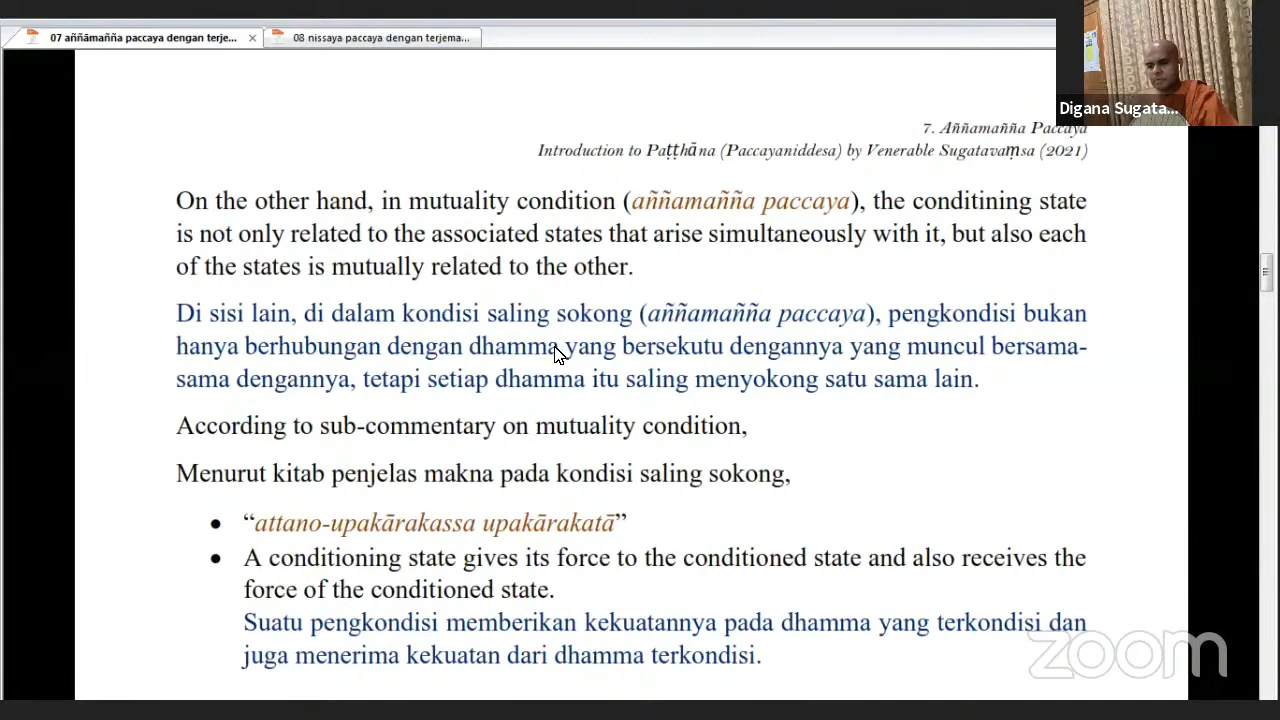 07 aññāmañña paccaya dengan terje...
08 nissaya paccaya dengan terjema...
Digana Sugata...
7. Aññamañña Paccaya
Introduction to Paṭṭhāna (Paccayaniddesa) by Venerable Sugatavaṃsa (2021)
On the other hand, in mutuality condition (aññamañña paccaya), the conditining state
is not only related to the associated states that arise simultaneously with it, but also each
of the states is mutually related to the other.
Di sisi lain, di dalam kondisi saling sokong (aññamañña paccaya), pengkondisi bukan
hanya berhubungan dengan dhamma yang bersekutu dengannya yang muncul bersama-
sama dengannya, tetapi setiap dhamma itu saling menyokong satu sama lain.
According to sub-commentary on mutuality condition,
Menurut kitab penjelas makna pada kondisi saling sokong,
• “attano-upakārakassa upakārakatā”
• A conditioning state gives its force to the conditioned state and also receives the
force of the conditioned state.
Suatu pengkondisi memberikan kekuatannya pada dhamma yang terkondisi dan
juga menerima kekuatan dari dhamma terkondisi.
zoom